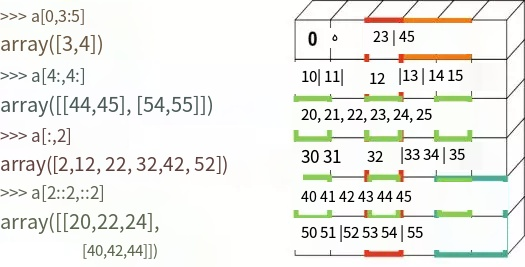 >>> a[0,3:5]
array([3,4])
>>> a[4:,4:]
array([[44,45], [54,55]])
>>> a[:,2]
array([2,12, 22, 32,42, 52])
>>> a[2::2,::2]
array([[20,22,24],
[40,42,44]])
0 23 | 45
10| 11| 12 |13 | 14 15
20, 21, 22, 23, 24, 25
30 31 32 |33 34 | 35
40 41 42 43 44 45
50 51 |52 53 54 | 55